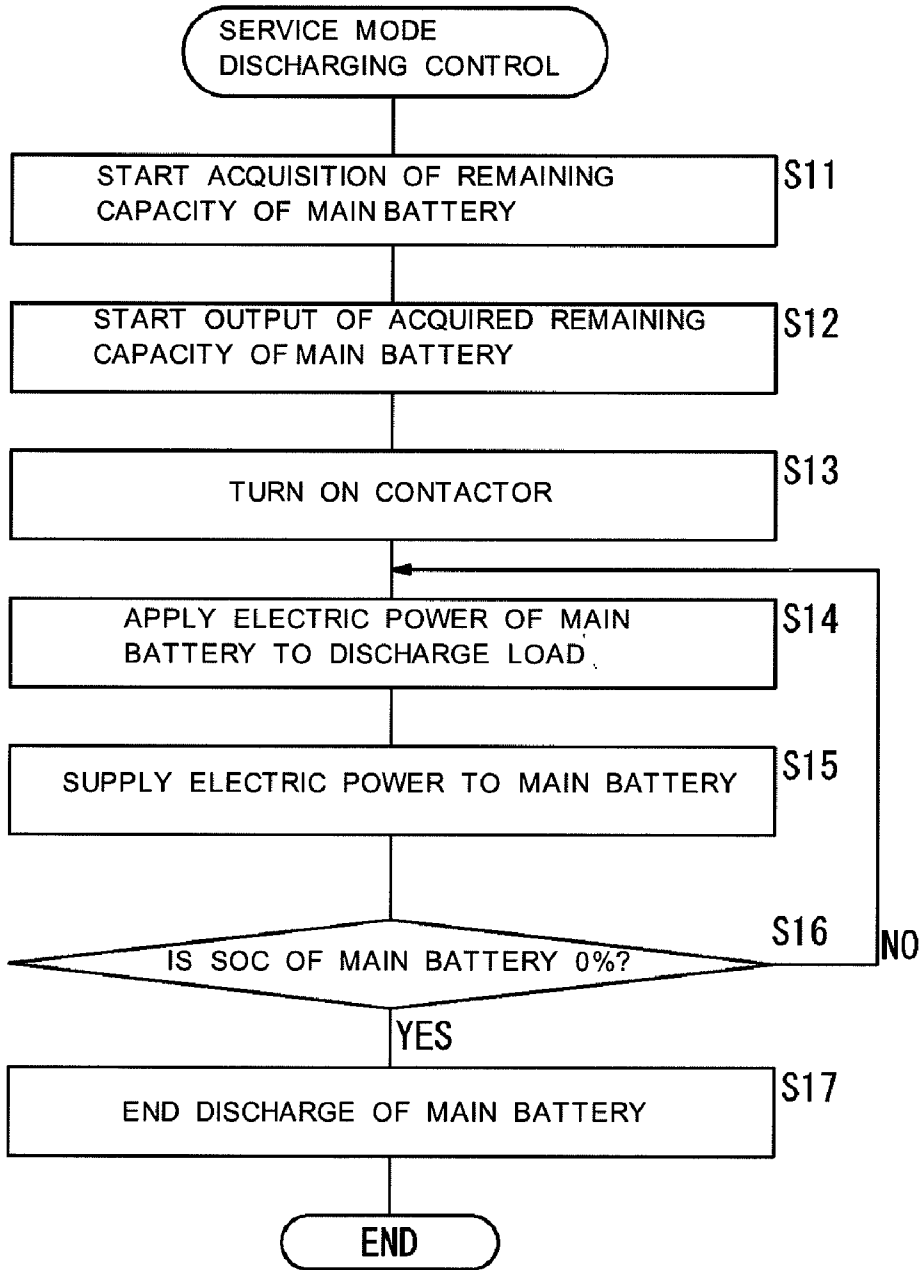 SERVICE MODE
DISCHARGING CONTROL
START ACQUISITION OF REMAINING
CAPACITY OF MAIN BATTERY
S11
START OUTPUT OF ACQUIRED REMAINING
CAPACITY OF MAIN BATTERY
S12
TURN ON CONTACTOR
S13
APPLY ELECTRIC POWER OF MAIN
BATTERY TO DISCHARGE LOAD
S14
SUPPLY ELECTRIC POWER TO MAIN BATTERY
S15
IS SOC OF MAIN BATTERY 0%?
S16
NO
YES
END DISCHARGE OF MAIN BATTERY
S17
END